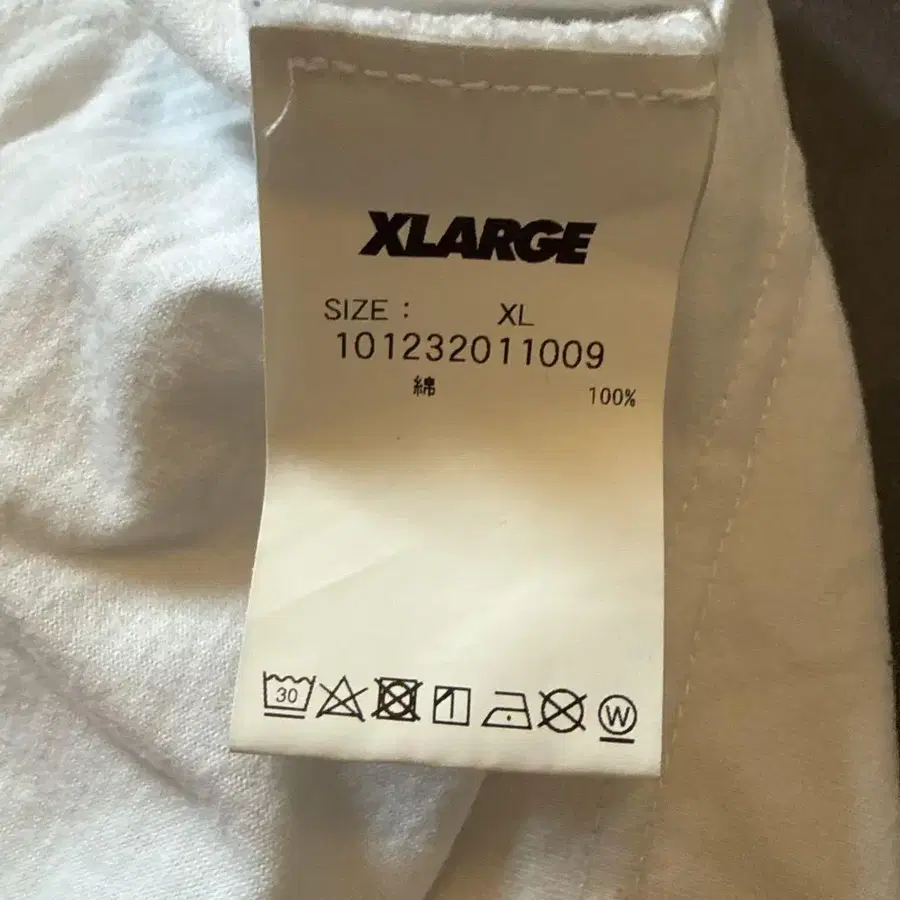 XLARGE
SIZE : XL
101232011009
綿 100%
30
W